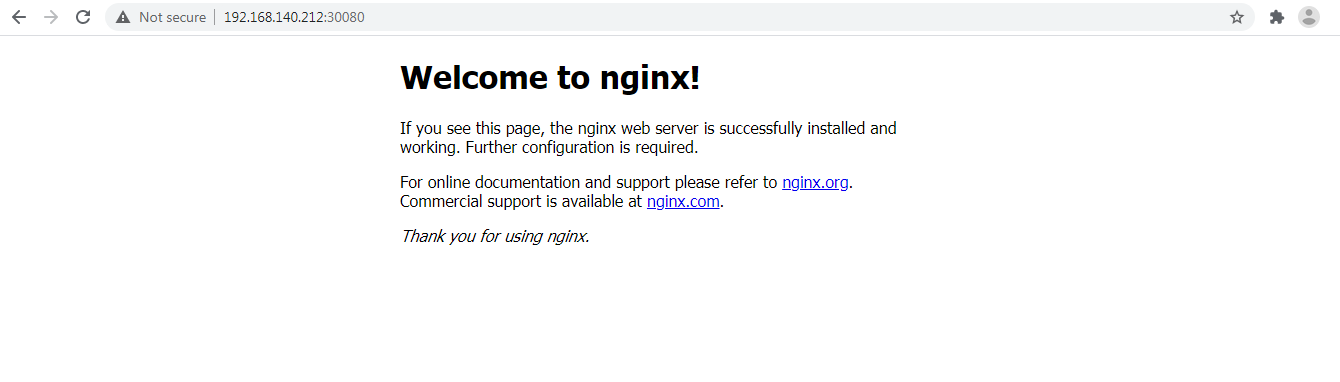 Not secure 192.168.140.212:30080
Welcome to nginx!
If you see this page, the nginx web server is successfully installed and
working. Further configuration is required.
For online documentation and support please refer to nginx.org.
Commercial support is available at nginx.com.
Thank you for using nginx.